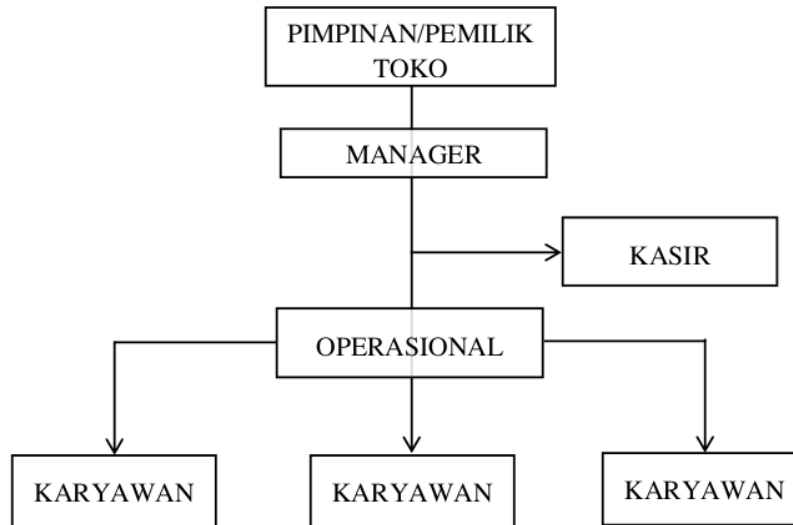 PIMPINAN/PEMILIK
TOKO
MANAGER
KASIR
OPERASIONAL
KARYAWAN
KARYAWAN
KARYAWAN